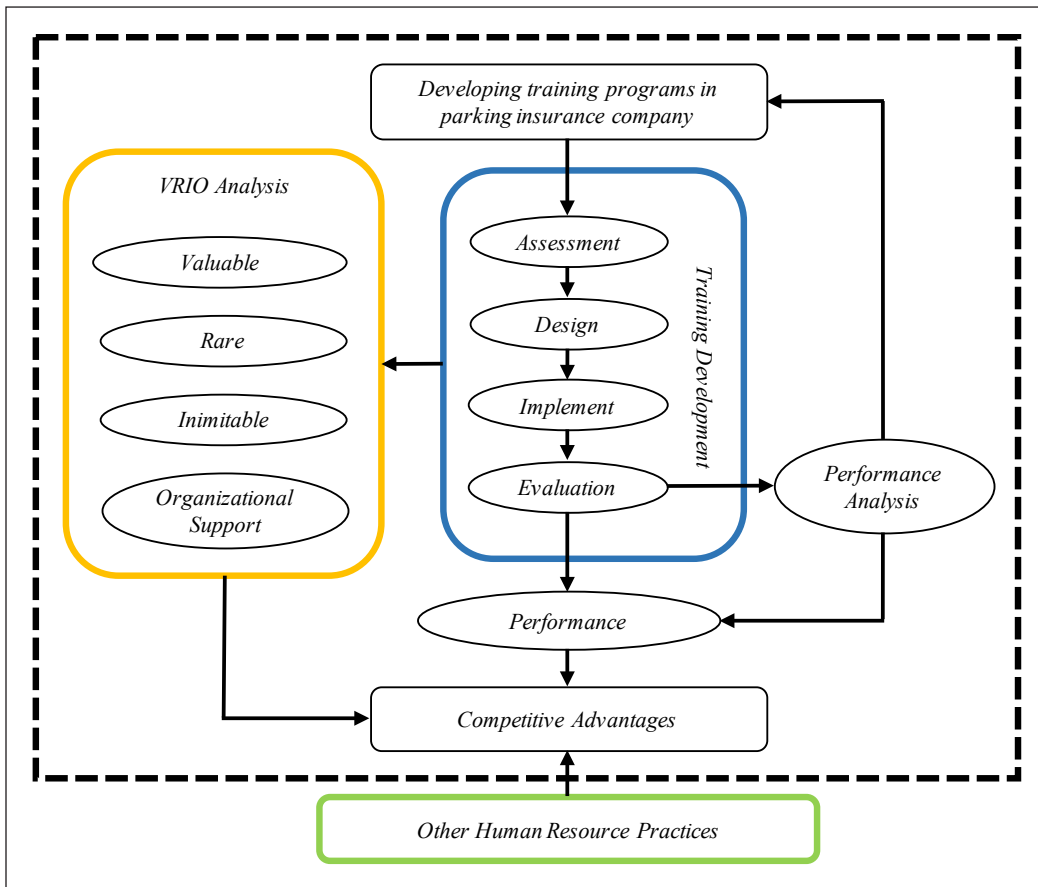 Developing training programs in
parking insurance company
VRIO Analysis
Valuable
Rare
Inimitable
Organizational
Support
Assessment
Design
Implement
Evaluation
Training Development
Performance
Analysis
Performance
Competitive Advantages
Other Human Resource Practices